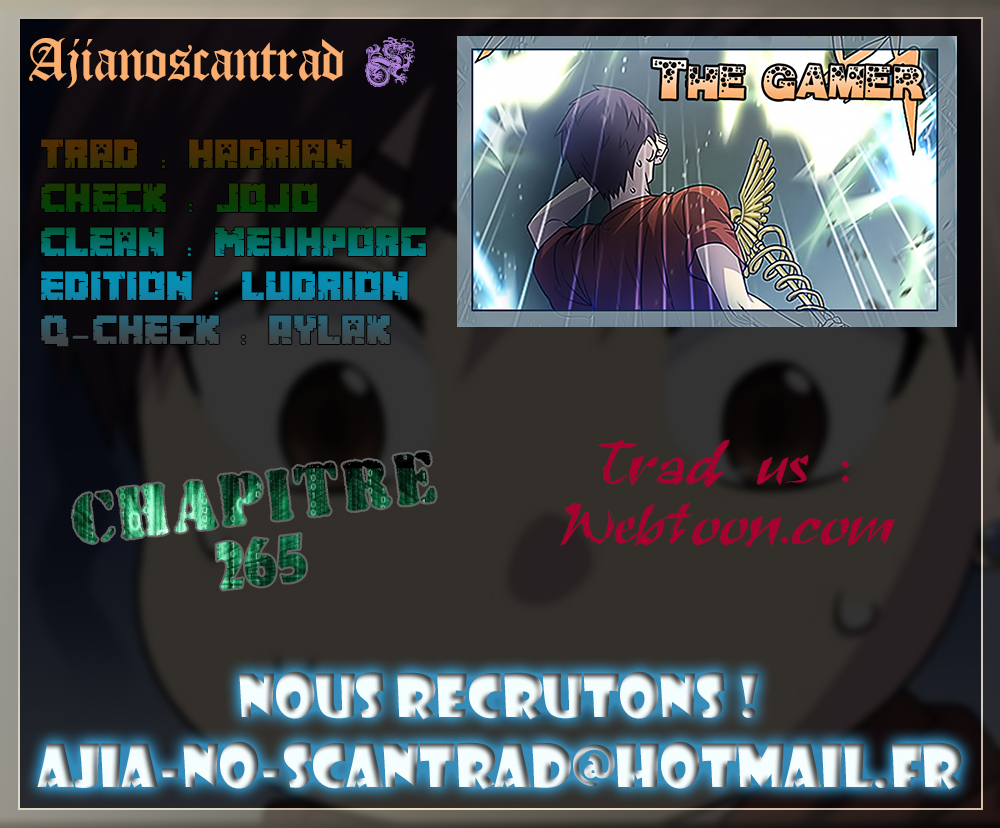 Ajianoscantrad
THE GAMER
TRAD : HADRIAN
CHECK : JOJO
CLEAN : MEUHPORG
EDITION : LUDRION
Q-CHECK : AYLAK
CHAPITRE
265
Trad us :
Webtoon.com
NOUS RECRUTONS !
AJIA-NO-SCANTRAD@HOTMAIL.FR